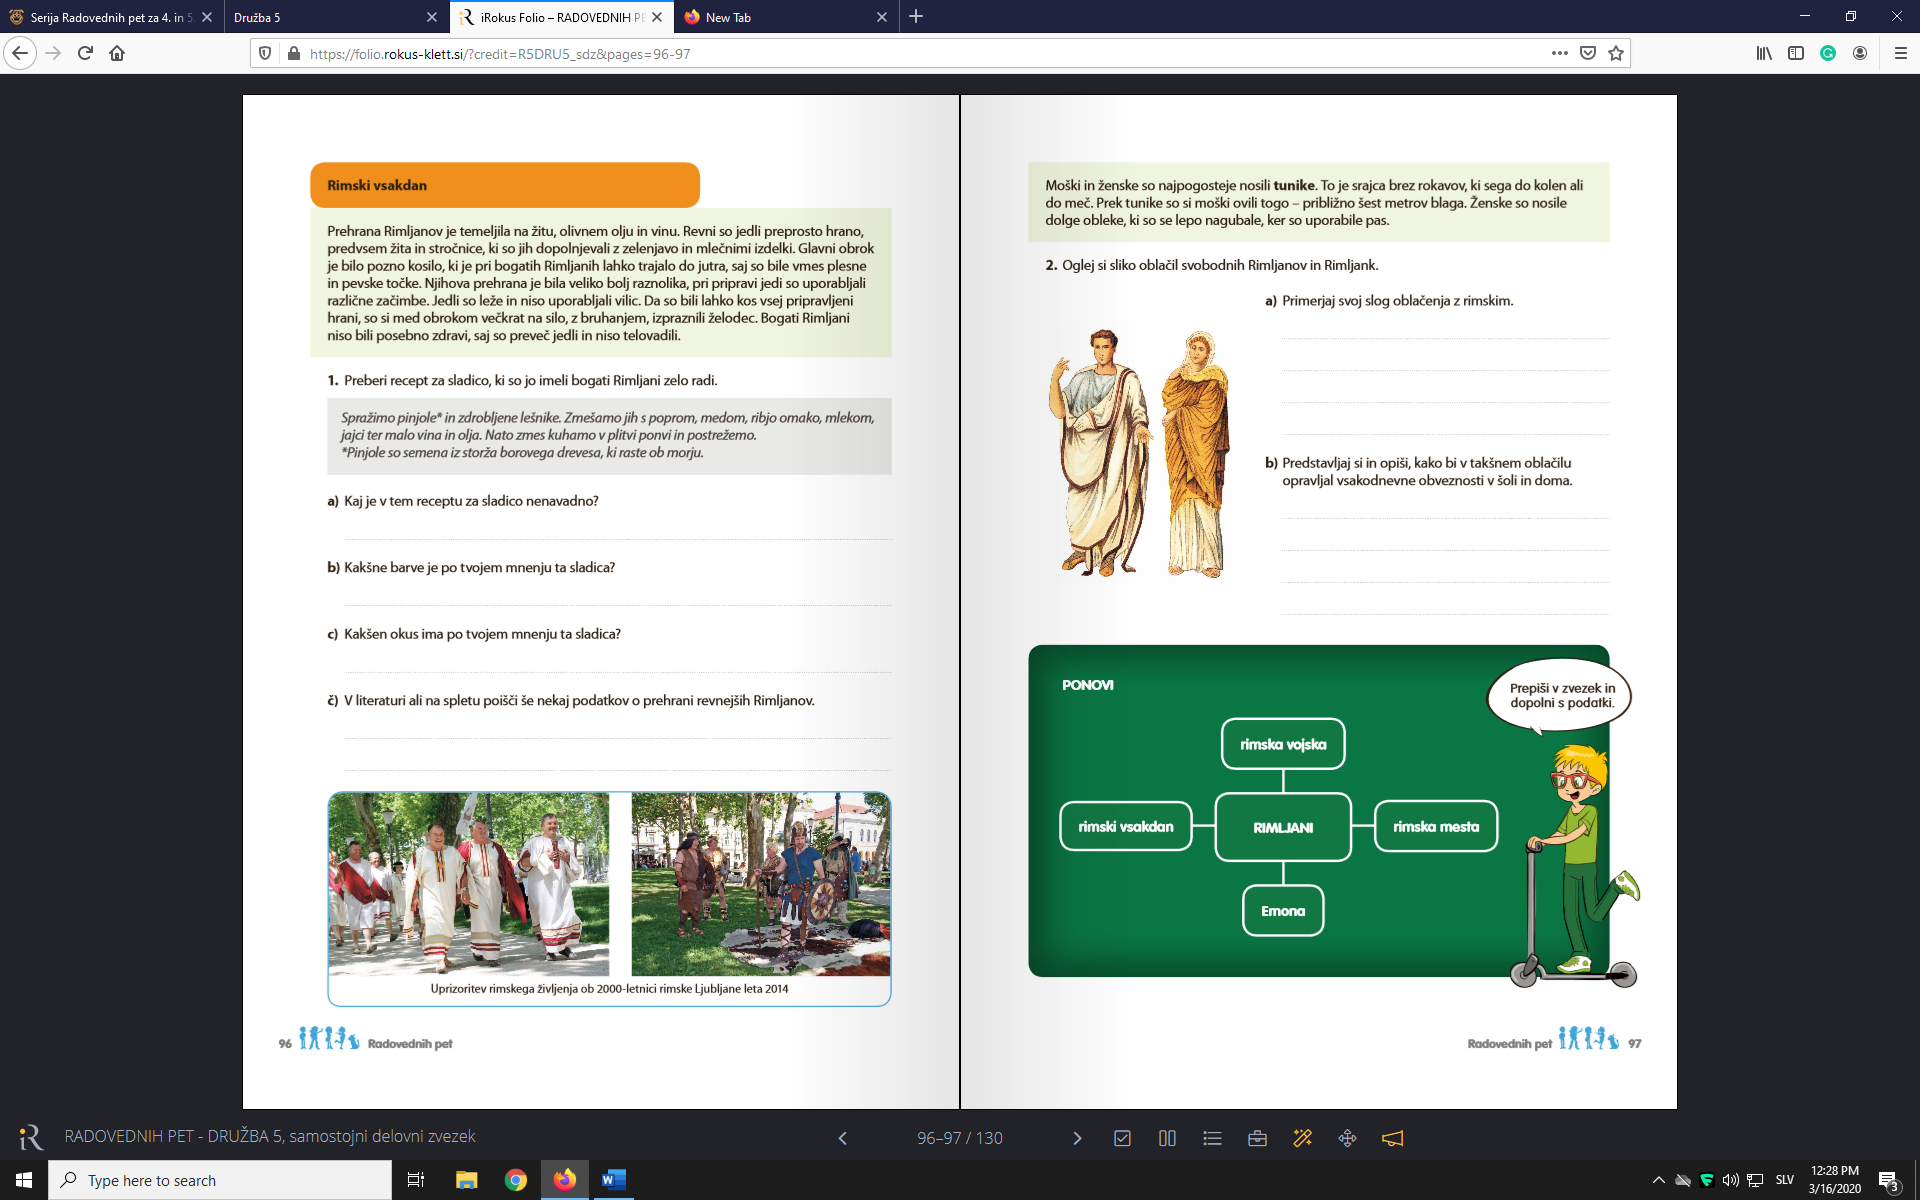 Serija Radovednih pet za 4. in 5
Družba 5
iRokus Folio – RADOVEDNIH PE
New Tab
https://folio.rokus-klett.si/?credit=R5DRU5_sdz&pages=96-97
Rimski vsakdan
Prehrana Rimljanov je temeljila na žitu, olivnem olju in vinu. Revni so jedli preprosto hrano,
predvsem žita in stročnice, ki so jih dopolnjevali z zelenjavo in mlečnimi izdelki. Glavni obrok
je bilo pozno kosilo, ki je pri bogatih Rimljanih lahko trajalo do jutra, saj so bile vmes plesne
in pevske točke. Njihova prehrana je bila veliko bolj raznolika, pri pripravi jedi so uporabljali
različne začimbe. Jedli so leže in niso uporabljali vilic. Da so bili lahko kos vsej pripravljeni
hrani, so si med obrokom večkrat na silo, z bruhanjem, izpraznili želodec. Bogati Rimljani
niso bili posebno zdravi, saj so preveč jedli in niso telovadili.
1. Preberi recept za sladico, ki so jo imeli bogati Rimljani zelo radi.
Spražimo pinjole* in zdrobljene lešnike. Zmešamo jih s poprom, medom, ribjo omako, mlekom,
jajci ter malo vina in olja. Nato zmes kuhamo v plitvi ponvi in postrežemo.
*Pinjole so semena iz storža borovega drevesa, ki raste ob morju.
a) Kaj je v tem receptu za sladico nenavadno?
b) Kakšne barve je po tvojem mnenju ta sladica?
c) Kakšen okus ima po tvojem mnenju ta sladica?
č) V literaturi ali na spletu poišči še nekaj podatkov o prehrani revnejših Rimljanov.
Uprizoritev rimskega življenja ob 2000-letnici rimske Ljubljane leta 2014
96 Radovednih pet
Moški in ženske so najpogosteje nosili tunike. To je srajca brez rokavov, ki sega do kolen ali
do meč. Prek tunike so si moški ovili togo – približno šest metrov blaga. Ženske so nosile
dolge obleke, ki so se lepo nagubale, ker so uporabile pas.
2. Oglej si sliko oblačil svobodnih Rimljanov in Rimljank.
a) Primerjaj svoj slog oblačenja z rimskim.
b) Predstavljaj si in opiši, kako bi v takšnem oblačilu
opravljal vsakodnevne obveznosti v šoli in doma.
PONOVI
Prepiši v zvezek in
dopolni s podatki.
rimska vojska
rimski vsakdan
RIMLJANI
rimska mesta
Emona
Radovednih pet 97
iR
RADOVEDNIH PET - DRUŽBA 5, samostojni delovni zvezek
96–97 / 130
Type here to search
SLV
12:28 PM
3/16/2020
3